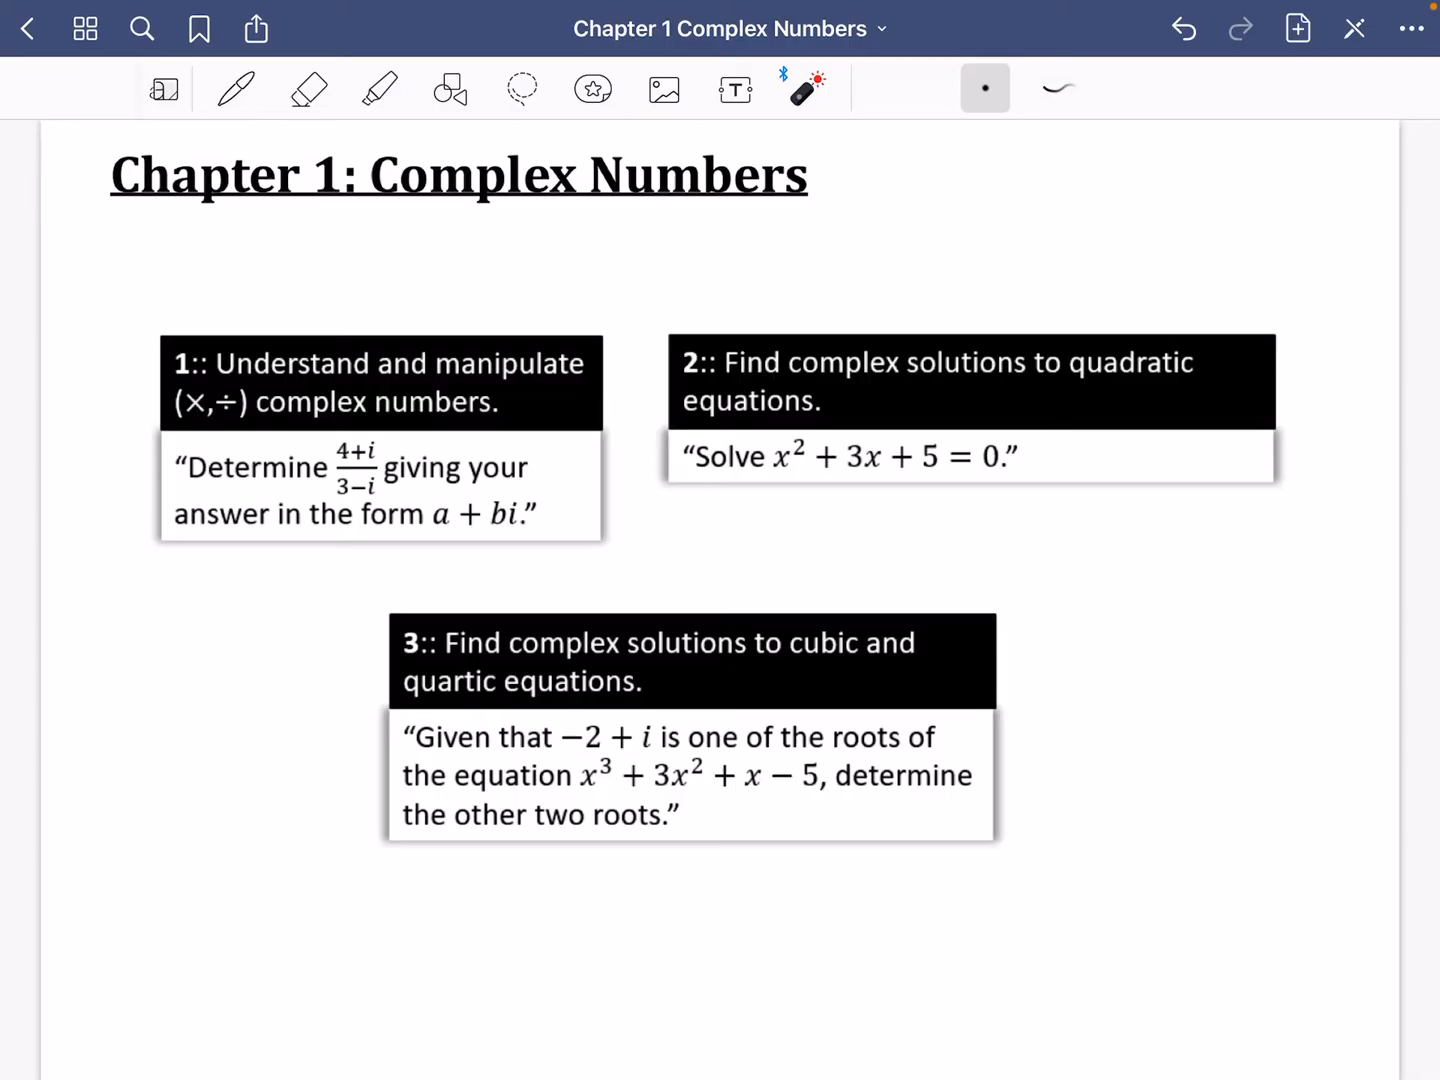 Chapter 1 Complex Numbers
Chapter 1: Complex Numbers
1:: Understand and manipulate
(×,÷) complex numbers.
“Determine \frac{4+i}{3−i} giving your
answer in the form a + bi.”
2:: Find complex solutions to quadratic
equations.
“Solve x² + 3x + 5 = 0.”
3:: Find complex solutions to cubic and
quartic equations.
“Given that −2 + i is one of the roots of
the equation x³ + 3x² + x − 5, determine
the other two roots.”